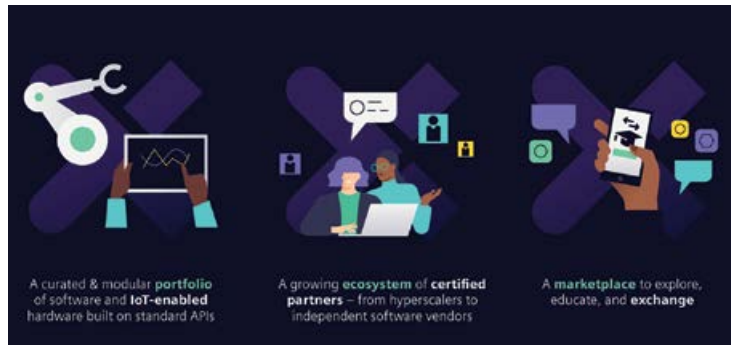 A curated & modular portfolio
of software and IoT-enabled
hardware built on standard APIs
A growing ecosystem of certified
partners – from hyperscalers to
independent software vendors
A marketplace to explore,
educate, and exchange